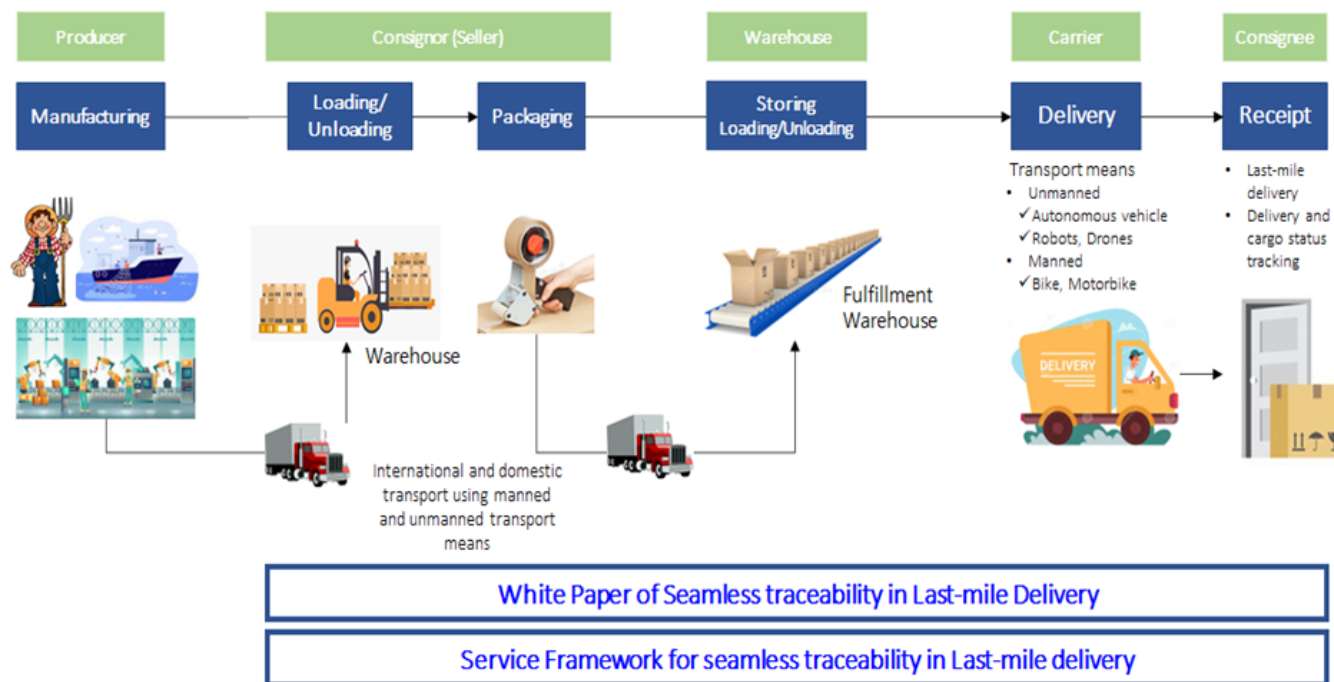 Producer
Consignor (Seller)
Warehouse
Carrier
Consignee
Manufacturing
Loading/
Unloading
Packaging
Storing
Loading/Unloading
Delivery
Receipt
Transport means
• Unmanned
✓Autonomous vehicle
✓Robots, Drones
• Manned
✓Bike, Motorbike
• Last-mile
delivery
• Delivery and
cargo status
tracking
Warehouse
Fulfillment
Warehouse
DELIVERY
International and domestic
transport using manned
and unmanned transport
means
White Paper of Seamless traceability in Last-mile Delivery
Service Framework for seamless traceability in Last-mile delivery